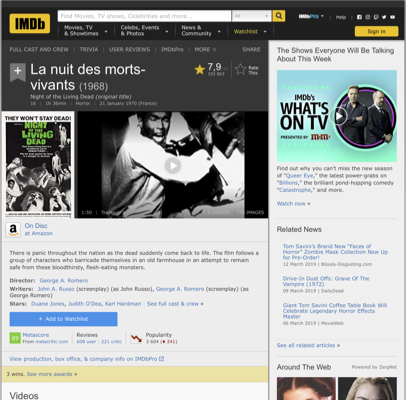 IMDb
Find Movies, TV shows, Celebrities and more...
All
IMDbPro
Help
Movies, TV
& Showtimes
Celebs, Events
& Photos
News &
Community
Watchlist
Sign in
FULL CAST AND CREW | TRIVIA | USER REVIEWS | IMDbPro | MORE
SHARE
La nuit des morts-
vivants (1968)
Night of the Living Dead (original title)
16 | 1h 36min | Horror | 21 January 1970 (France)
7,9
Rate
This
THEY WON'T STAY DEAD!
NIGHT
OF THE
LIVING
DEAD
1:50 | Trailer
IMAGES
On Disc
at Amazon
There is panic throughout the nation as the dead suddenly come back to life. The film follows a
group of characters who barricade themselves in an old farmhouse in an attempt to remain
safe from these bloodthirsty, flesh-eating monsters.
Director: George A. Romero
Writers: John A. Russo (screenplay) (as John Russo), George A. Romero (screenplay) (as
George Romero)
Stars: Duane Jones, Judith O'Dea, Karl Hardman | See full cast & crew »
+ Add to Watchlist
Metascore
From metacritic.com
Reviews
608 user | 221 critic
Popularity
3 604 ( 241)
View production, box office, & company info on IMDbPro
3 wins. See more awards »
Videos
The Shows Everyone Will Be Talking
About This Week
IMDb's
WHAT'S
ON TV
PRESENTED BY
Find out why you can't miss the new season
of "Queer Eye," the latest power-grabs on
"Billions," the brilliant pond-hopping comedy
"Catastrophe," and more.
Watch now »
Related News
Tom Savini's Brand New "Faces of
Horror" Zombie Mask Collection Now Up
for Pre-Order!
12 March 2019 | Bloody-Disgusting.com
Drive-In Dust Offs: Grave Of The
Vampire (1972)
09 March 2019 | DailyDead
Giant Tom Savini Coffee Table Book Will
Celebrate Legendary Horror Effects
Master
06 March 2019 | MovieWeb
See all related articles »
Around The Web
Powered by ZergNet